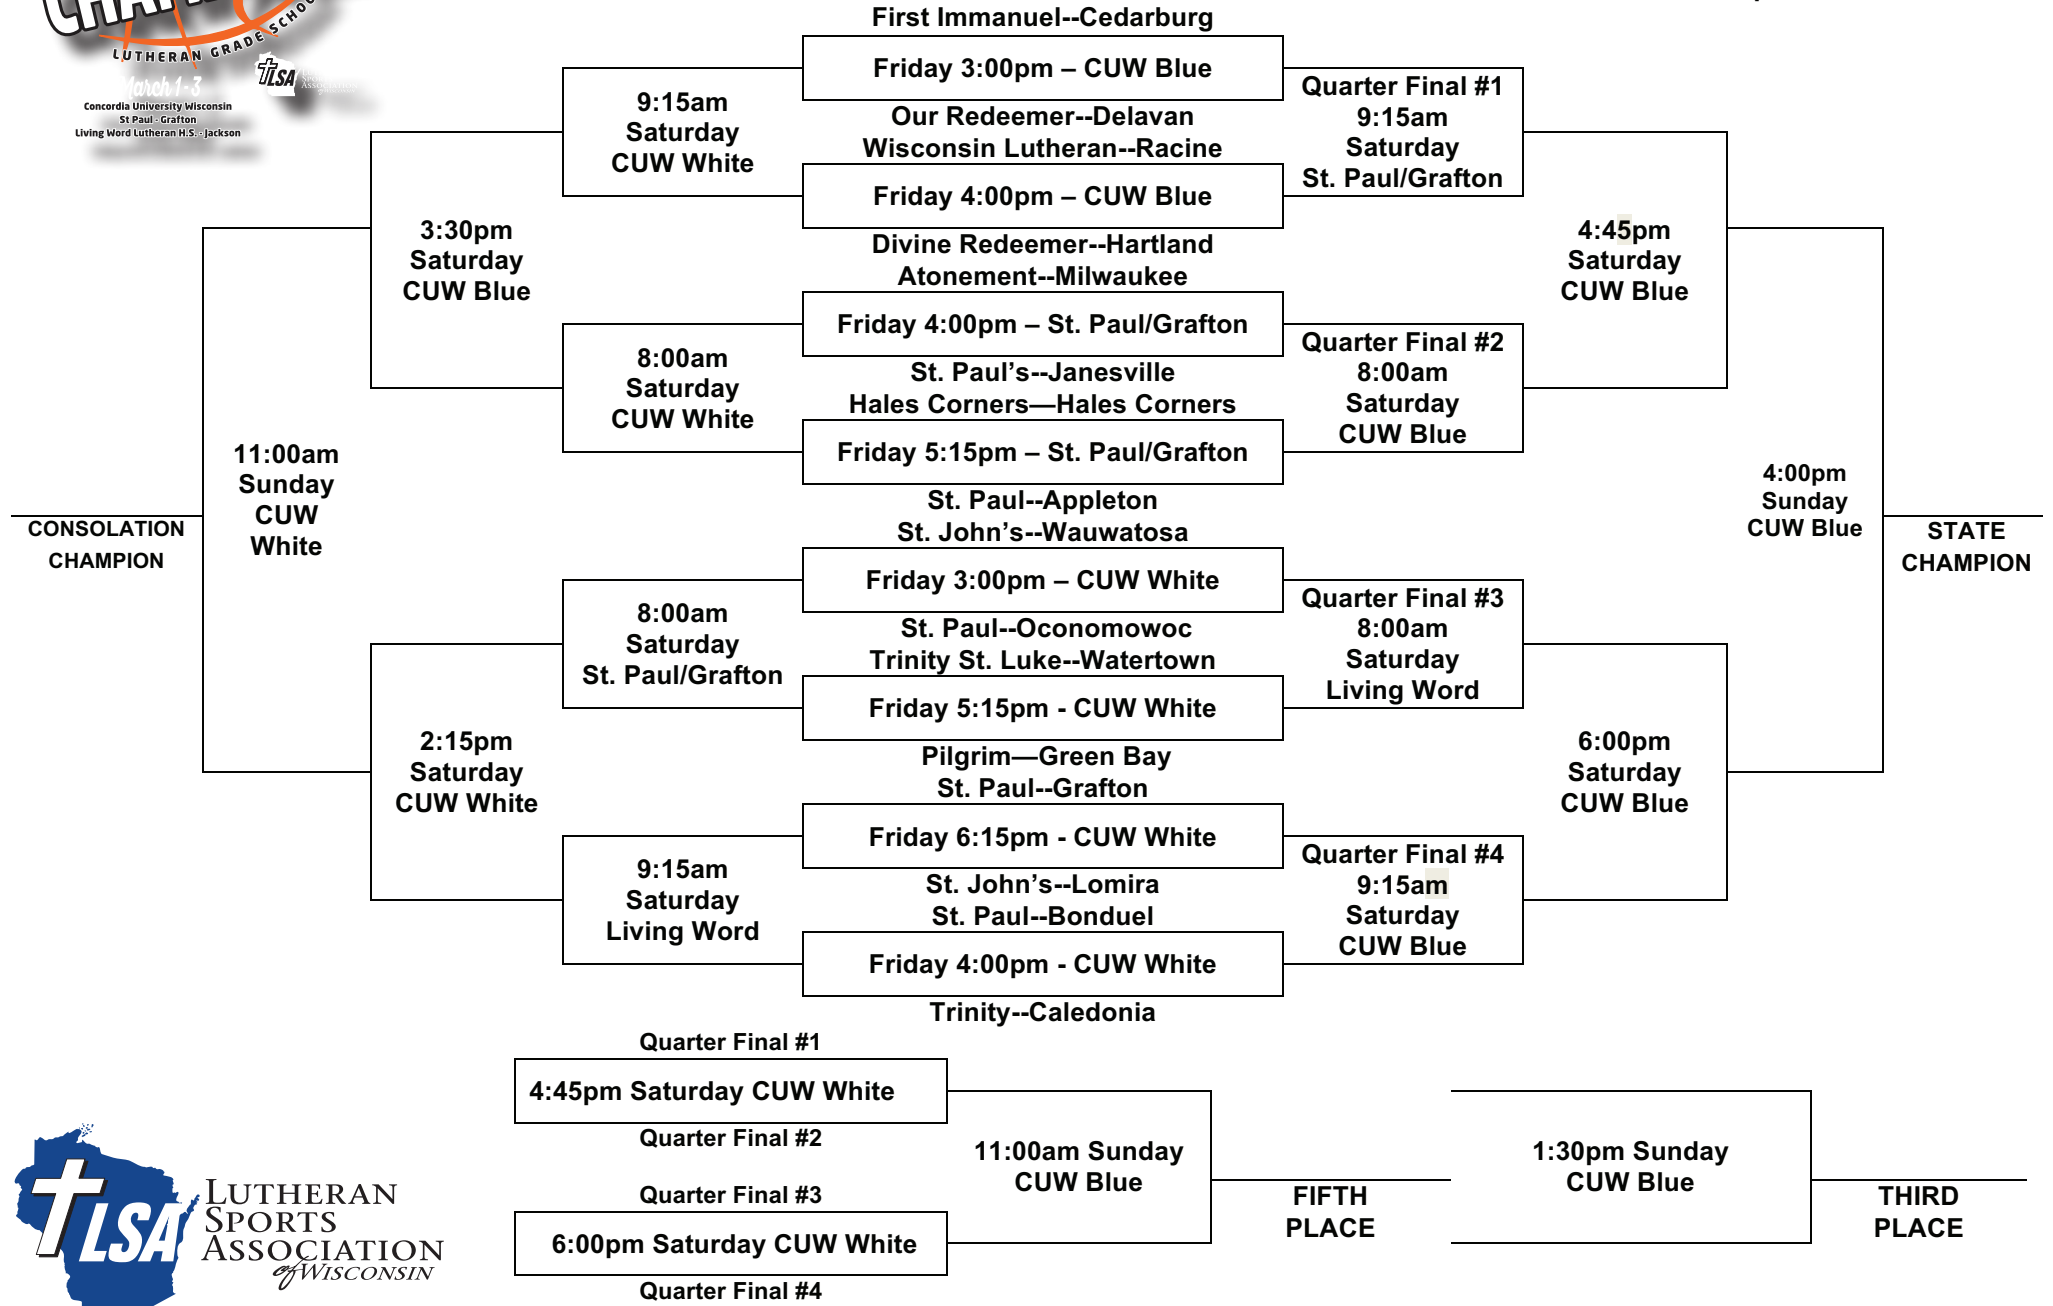 LUTHERAN GRADE SCHOO
March 1-3
LSA
Concordia University Wisconsin
St Paul - Grafton
Living Word Lutheran H.S. - Jackson
First Immanuel--Cedarburg
Friday 3:00pm – CUW Blue
Our Redeemer--Delavan
Wisconsin Lutheran--Racine
Friday 4:00pm – CUW Blue
Divine Redeemer--Hartland
Atonement--Milwaukee
Friday 4:00pm – St. Paul/Grafton
St. Paul’s--Janesville
Hales Corners—Hales Corners
Friday 5:15pm – St. Paul/Grafton
St. Paul--Appleton
St. John’s--Wauwatosa
Friday 3:00pm – CUW White
St. Paul--Oconomowoc
Trinity St. Luke--Watertown
Friday 5:15pm - CUW White
Pilgrim—Green Bay
St. Paul--Grafton
Friday 6:15pm - CUW White
St. John’s--Lomira
St. Paul--Bonduel
Friday 4:00pm - CUW White
Trinity--Caledonia
9:15am
Saturday
CUW White
8:00am
Saturday
CUW White
8:00am
Saturday
St. Paul/Grafton
9:15am
Saturday
Living Word
3:30pm
Saturday
CUW Blue
2:15pm
Saturday
CUW White
11:00am
Sunday
CUW
White
CONSOLATION
CHAMPION
Quarter Final #1
9:15am
Saturday
St. Paul/Grafton
Quarter Final #2
8:00am
Saturday
CUW Blue
Quarter Final #3
8:00am
Saturday
Living Word
Quarter Final #4
9:15am
Saturday
CUW Blue
4:45pm
Saturday
CUW Blue
6:00pm
Saturday
CUW Blue
4:00pm
Sunday
CUW Blue
STATE
CHAMPION
Quarter Final #1
4:45pm Saturday CUW White
Quarter Final #2
Quarter Final #3
6:00pm Saturday CUW White
Quarter Final #4
11:00am Sunday
CUW Blue
FIFTH
PLACE
1:30pm Sunday
CUW Blue
THIRD
PLACE
LSA
LUTHERAN
SPORTS
ASSOCIATION
of WISCONSIN